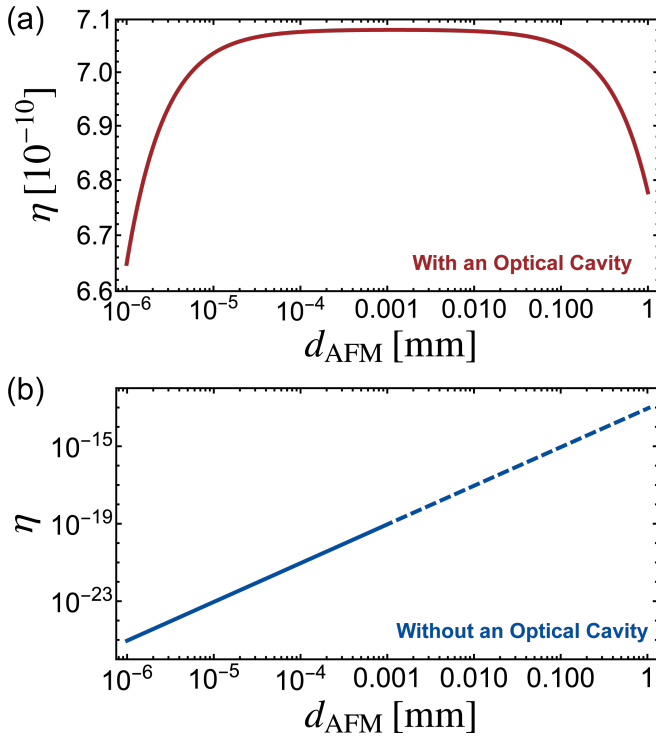 (a)
η [10⁻¹⁰]
7.1
7.0
6.9
6.8
6.7
6.6
With an Optical Cavity
10⁻⁶ 10⁻⁵ 10⁻⁴ 0.001 0.010 0.100 1
d_AFM [mm]
(b)
η
10⁻¹⁵
10⁻¹⁹
10⁻²³
Without an Optical Cavity
10⁻⁶ 10⁻⁵ 10⁻⁴ 0.001 0.010 0.100 1
d_AFM [mm]